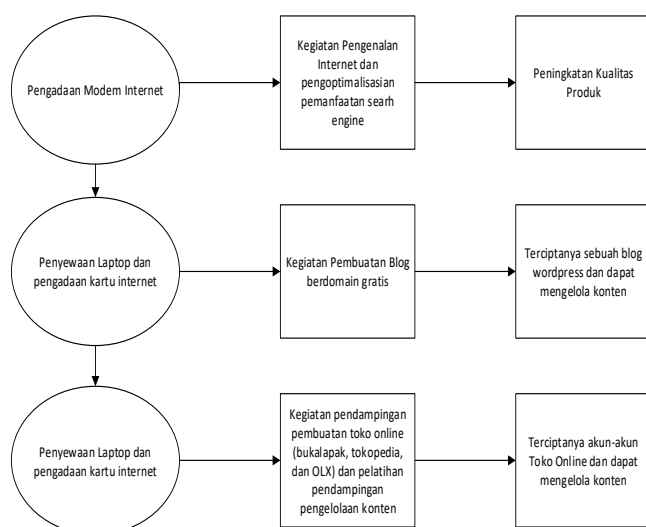 Pengadaan Modem Internet
Kegiatan Pengenalan
Internet dan
pengoptimalisasian
pemanfaatan searh
engine
Peningkatan Kualitas
Produk
Penyewaan Laptop dan
pengadaan kartu internet
Kegiatan Pembuatan Blog
berdomain gratis
Terciptanya sebuah blog
wordpress dan dapat
mengelola konten
Penyewaan Laptop dan
pengadaan kartu internet
Kegiatan pendampingan
pembuatan toko online
(bukalapak, tokopedia,
dan OLX) dan pelatihan
pendampingan
pengelolaan konten
Terciptanya akun-akun
Toko Online dan dapat
mengelola konten